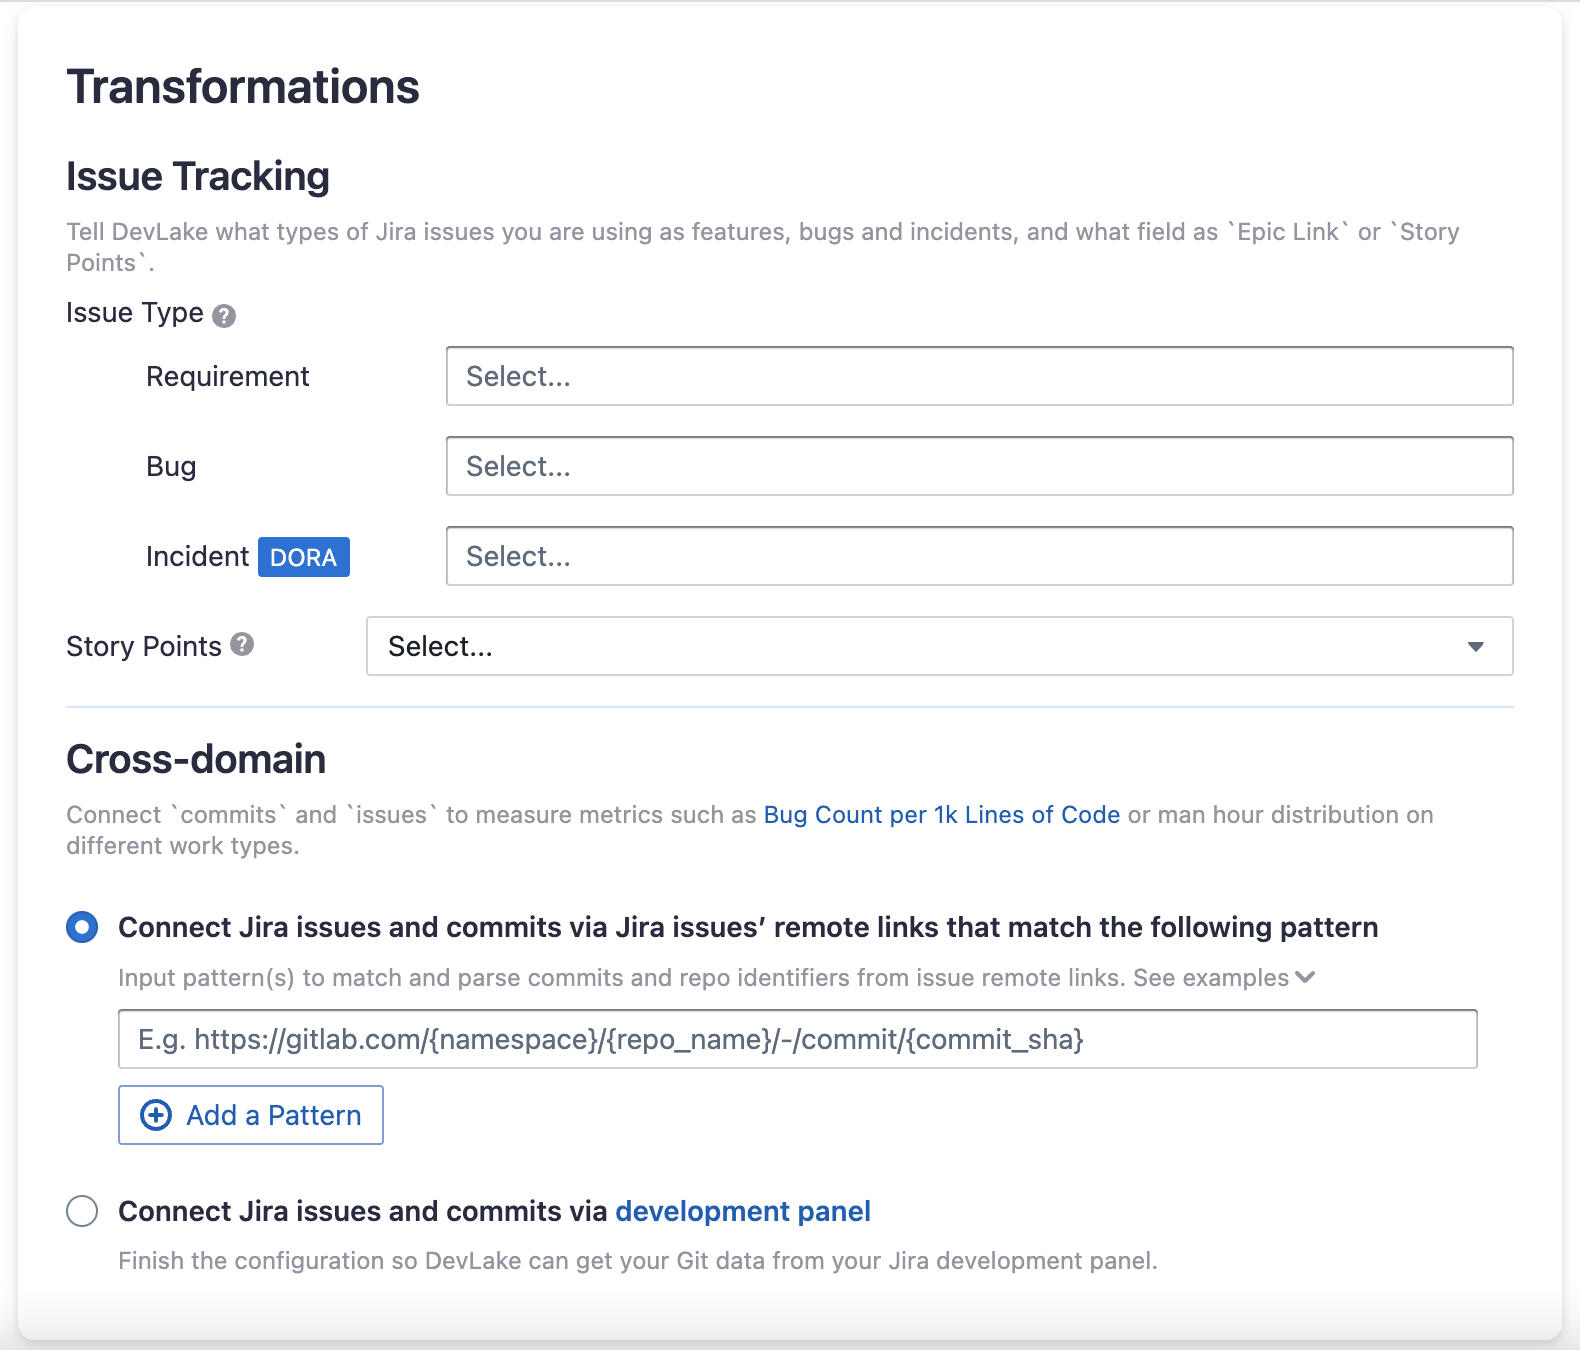 Transformations
Issue Tracking
Tell DevLake what types of Jira issues you are using as features, bugs and incidents, and what field as `Epic Link` or `Story
Points`.
Issue Type ?
Requirement Select...
Bug Select...
Incident DORA Select...
Story Points ? Select...
Cross-domain
Connect `commits` and `issues` to measure metrics such as Bug Count per 1k Lines of Code or man hour distribution on
different work types.
Connect Jira issues and commits via Jira issues’ remote links that match the following pattern
Input pattern(s) to match and parse commits and repo identifiers from issue remote links. See examples
E.g. https://gitlab.com/{namespace}/{repo_name}/-/commit/{commit_sha}
Add a Pattern
Connect Jira issues and commits via development panel
Finish the configuration so DevLake can get your Git data from your Jira development panel.